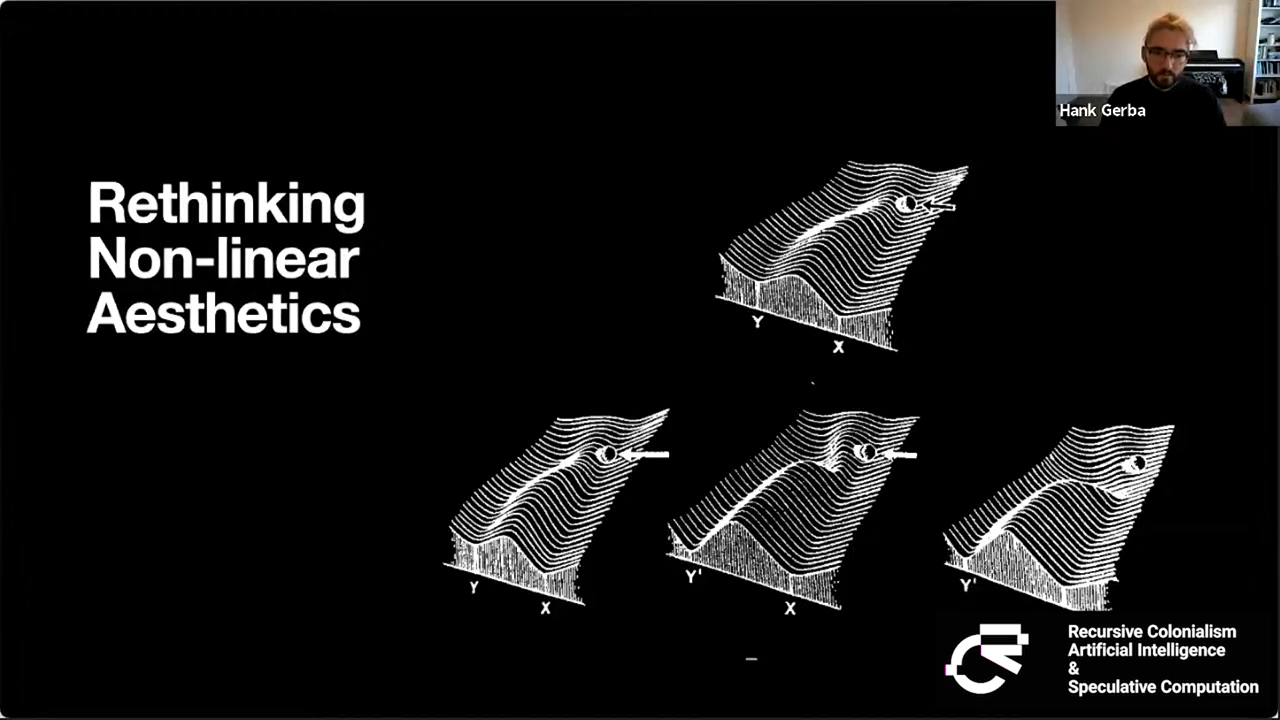 Hank Gerba
Rethinking
Non-linear
Aesthetics
Y
X
Y
X
Y'
X
Y'
Recursive Colonialism
Artificial Intelligence
&
Speculative Computation